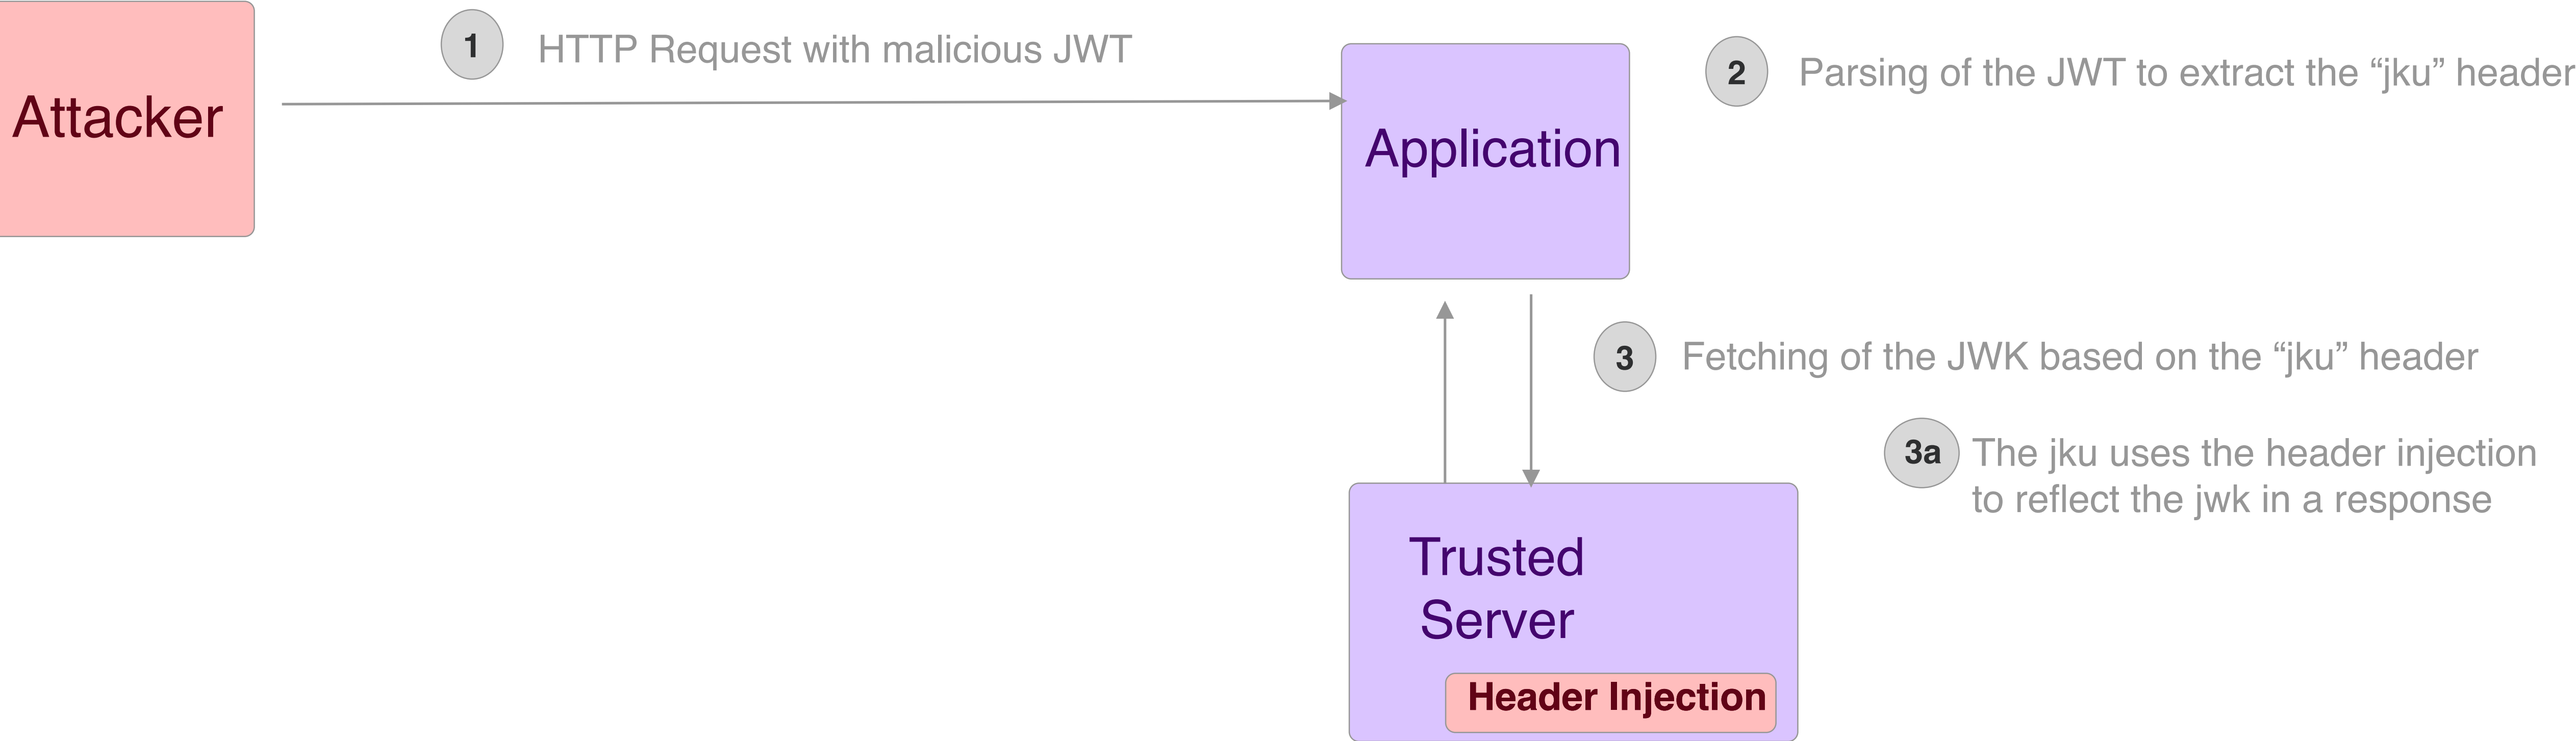 Attacker
1
HTTP Request with malicious JWT
Application
2
Parsing of the JWT to extract the “jku” header
3
Fetching of the JWK based on the “jku” header
3a
The jku uses the header injection
to reflect the jwk in a response
Trusted
Server
Header Injection